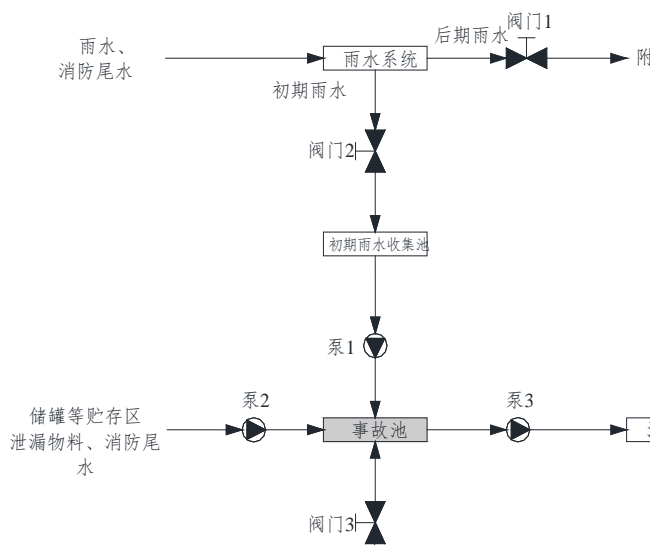 阀门1
后期雨水
雨水、
消防尾水
雨水系统
附
初期雨水
阀门2
初期雨水收集池
泵1
储罐等贮存区
泄漏物料、消防尾
水
泵2
事故池
泵3
阀门3